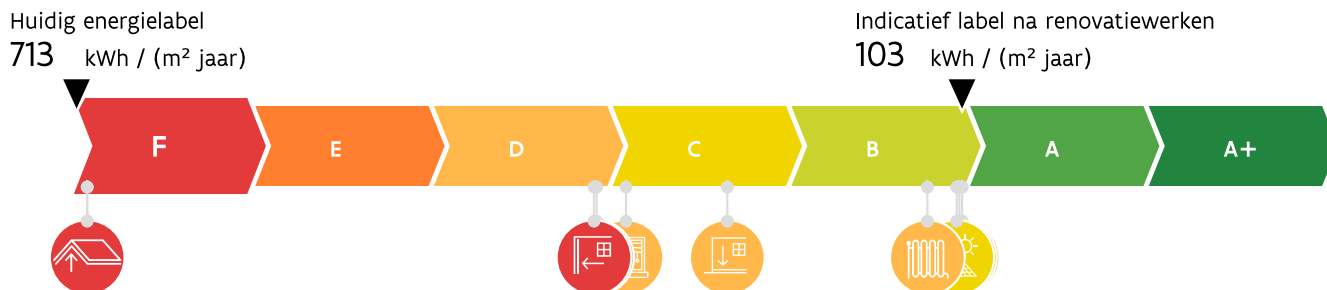 Huidig energielabel
713 kWh / (m² jaar)
Indicatief label na renovatiewerken
103 kWh / (m² jaar)
F E D C B A A+